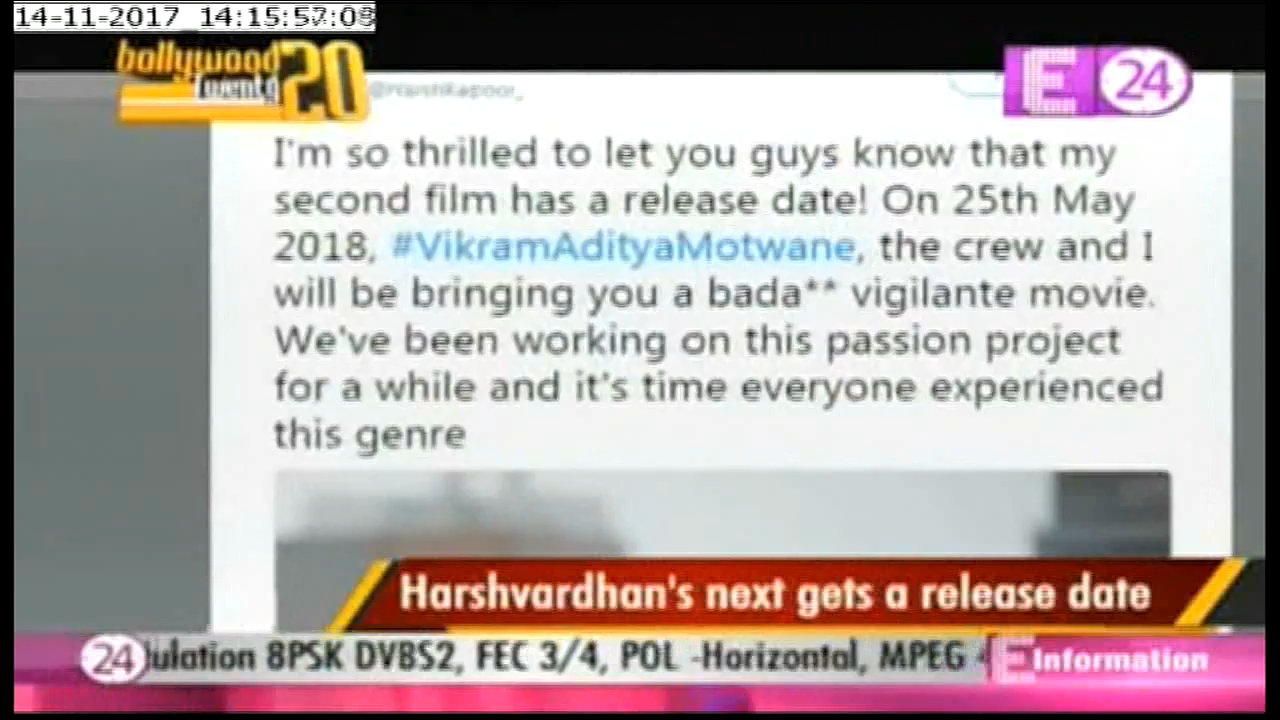 14-11-2017 14:15:57:08
bollywood
Twenty 20
E 24
@HarshKapoor_
I'm so thrilled to let you guys know that my
second film has a release date! On 25th May
2018, #VikramAdityaMotwane, the crew and I
will be bringing you a bada** vigilante movie.
We've been working on this passion project
for a while and it's time everyone experienced
this genre
Harshvardhan's next gets a release date
24 ulation 8PSK DVBS2, FEC 3/4, POL -Horizontal, MPEG E Information